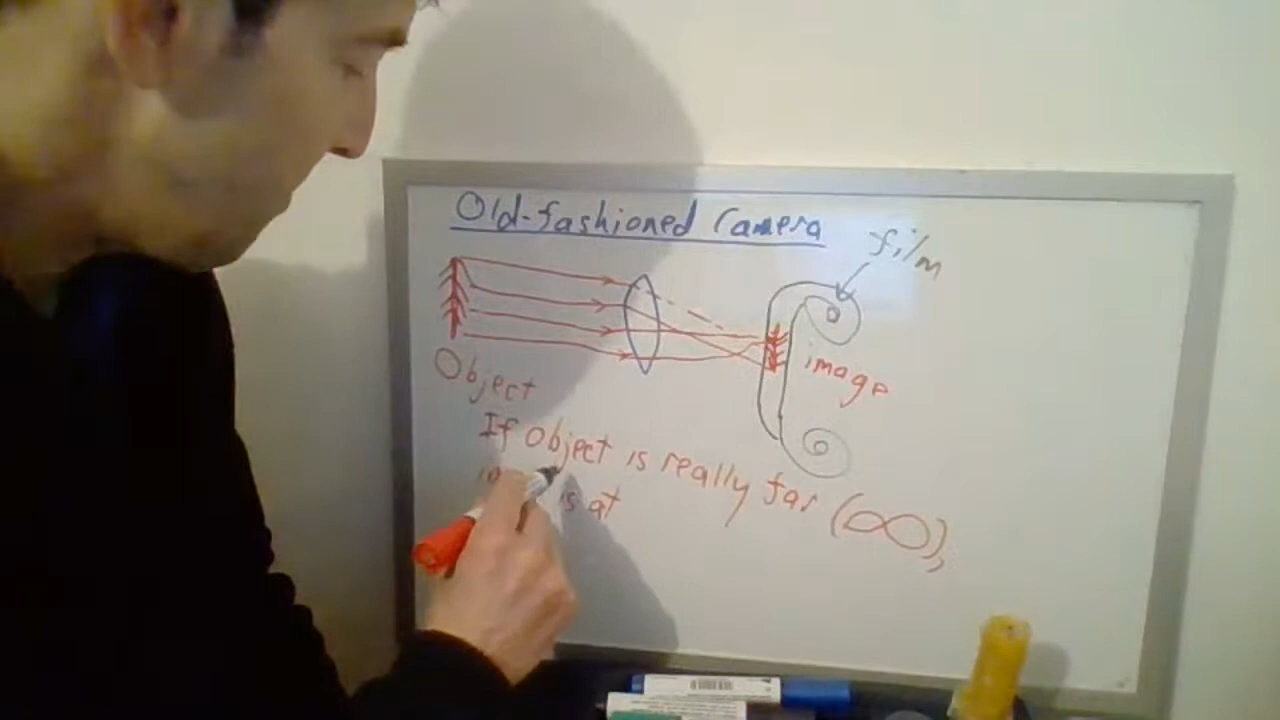 Old-fashioned Camera
film
image
Object
If object is really far (∞),
is at